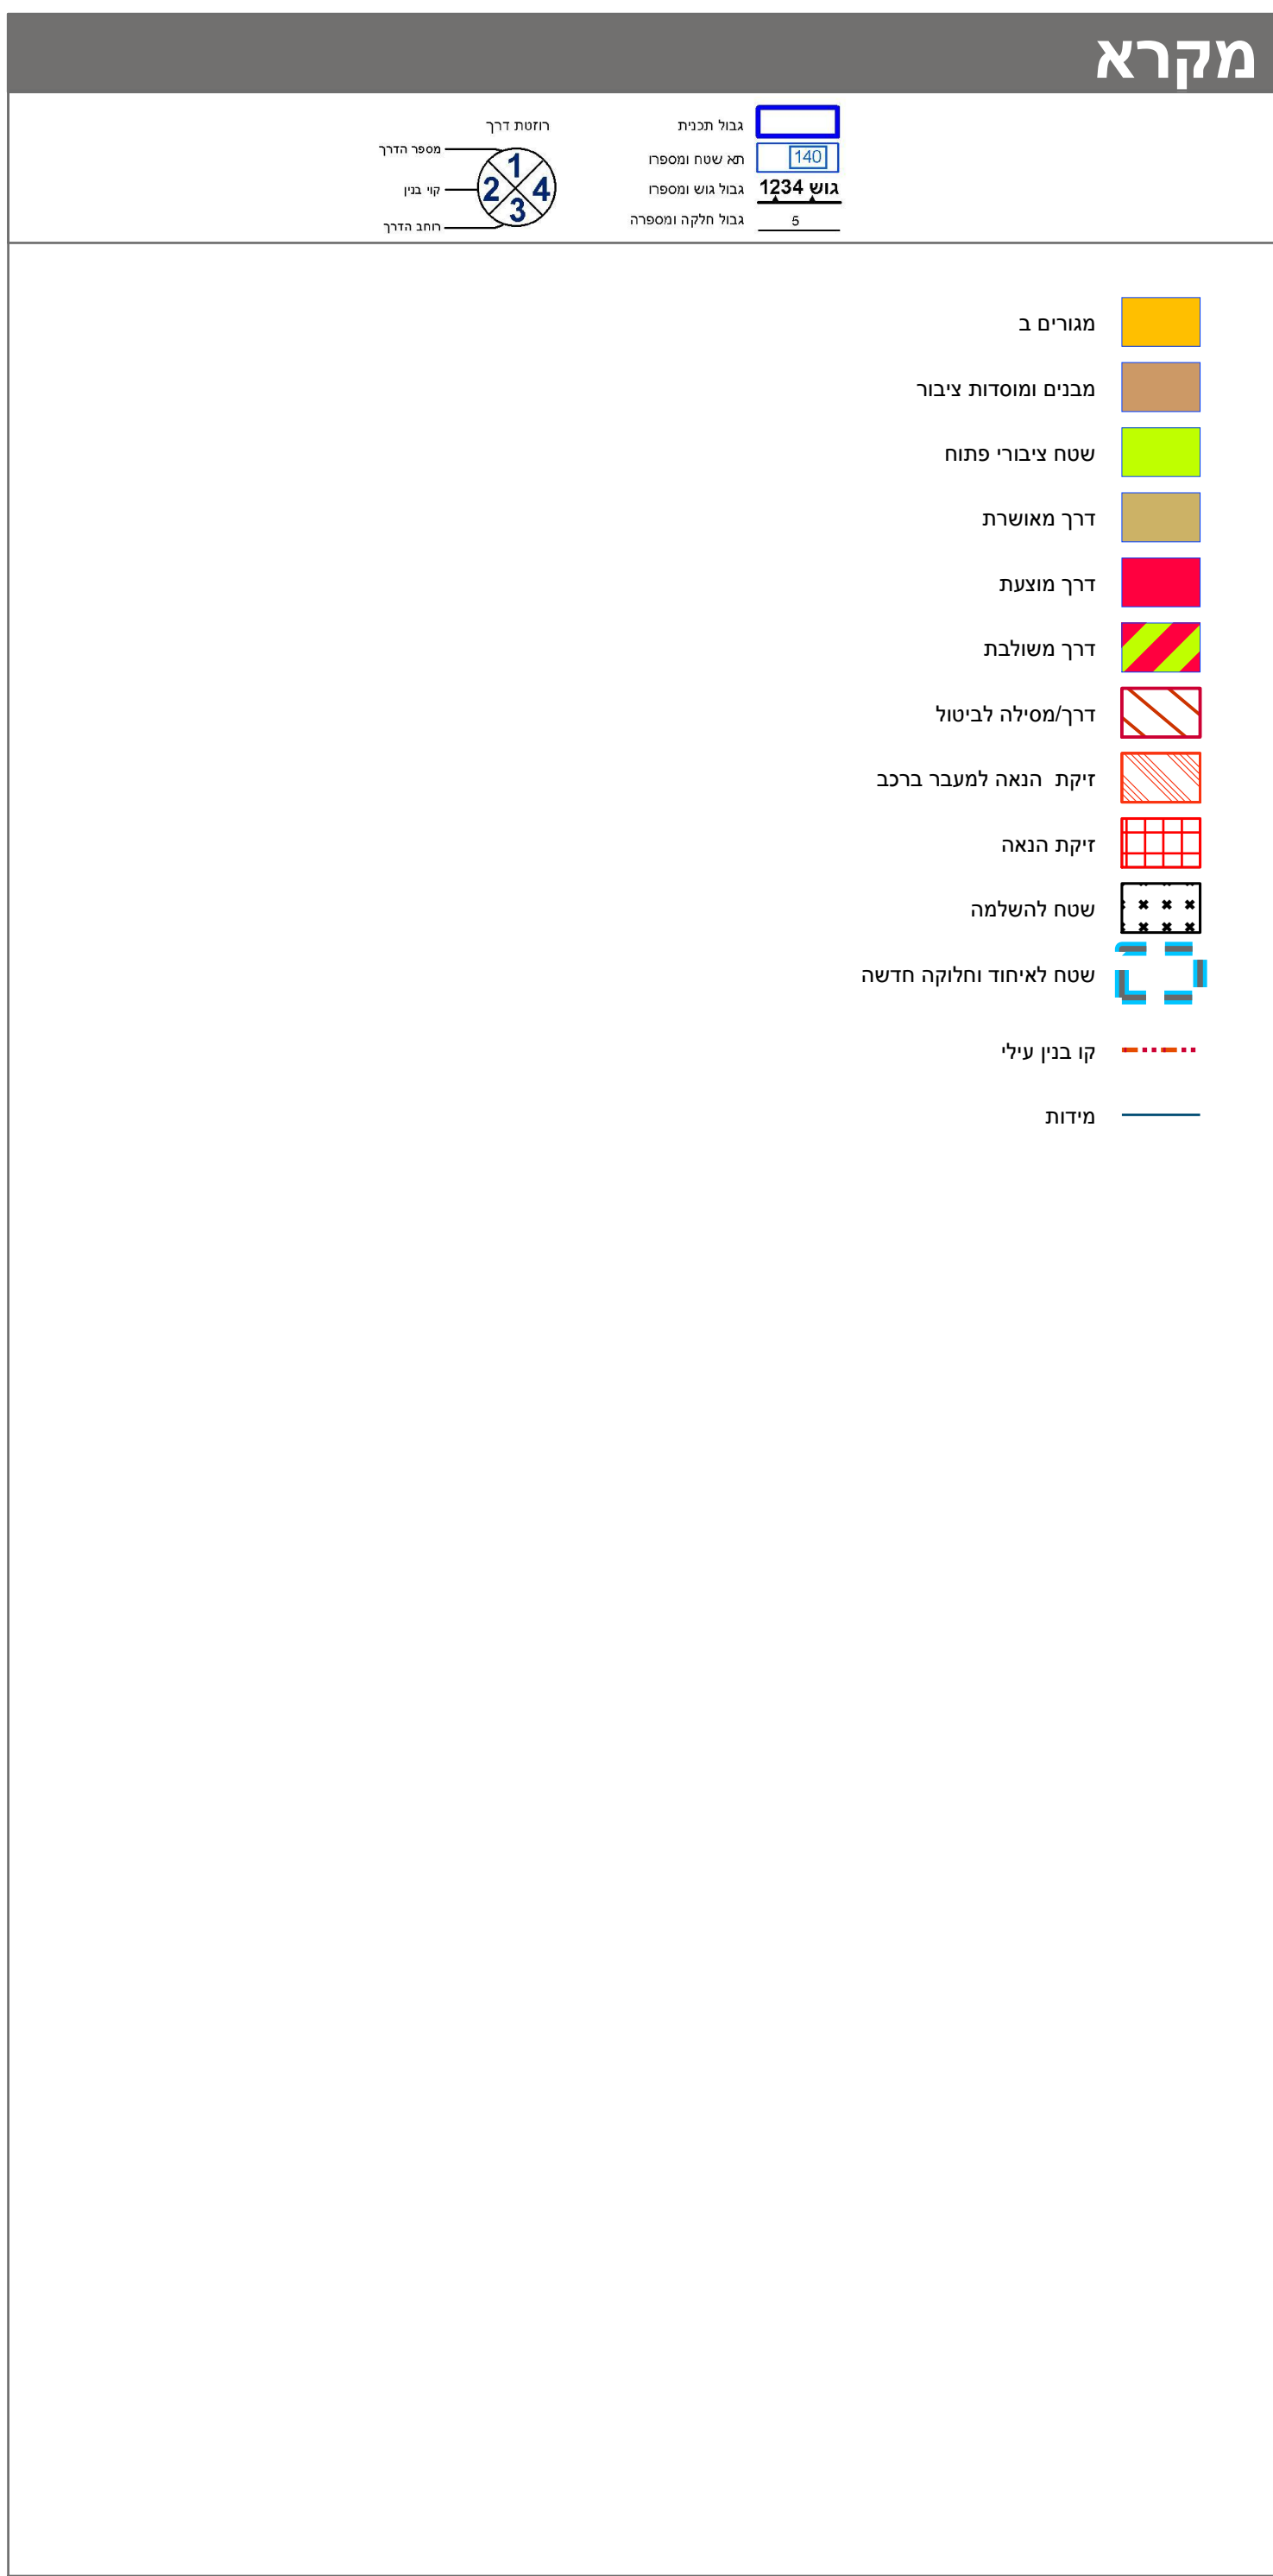 מקרא
גבול תכנית
140
תא שטח ומספרו
גוש 1234
גבול גוש ומספרו
5
גבול חלקה ומספרה
רוזטת דרך
מספר הדרך
קוי בנין
רוחב הדרך
1
2
4
3
מגורים ב
מבנים ומוסדות ציבור
שטח ציבורי פתוח
דרך מאושרת
דרך מוצעת
דרך משולבת
דרך/מסילה לביטול
זיקת הנאה למעבר ברכב
זיקת הנאה
שטח להשלמה
שטח לאיחוד וחלוקה חדשה
קו בנין עילי
מידות